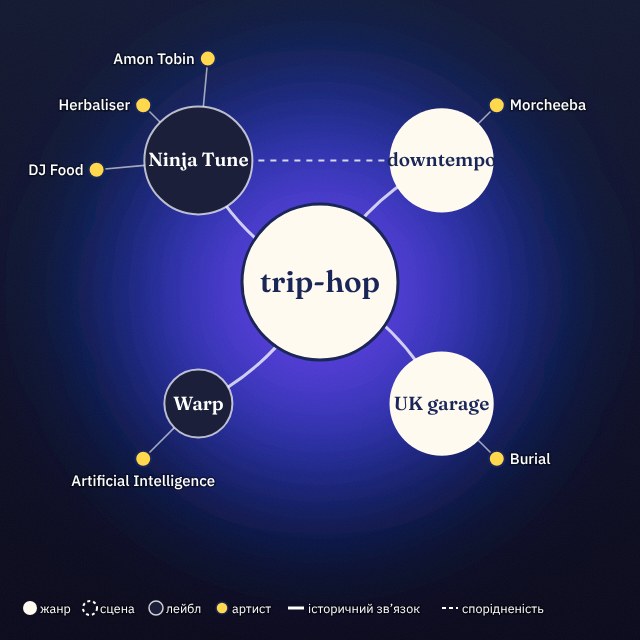 Amon Tobin
Herbaliser
Morcheeba
DJ Food
Ninja Tune
downtempo
trip-hop
Warp
UK garage
Artificial Intelligence
Burial
жанр
сцена
лейбл
артист
історичний зв’язок
спорідненість